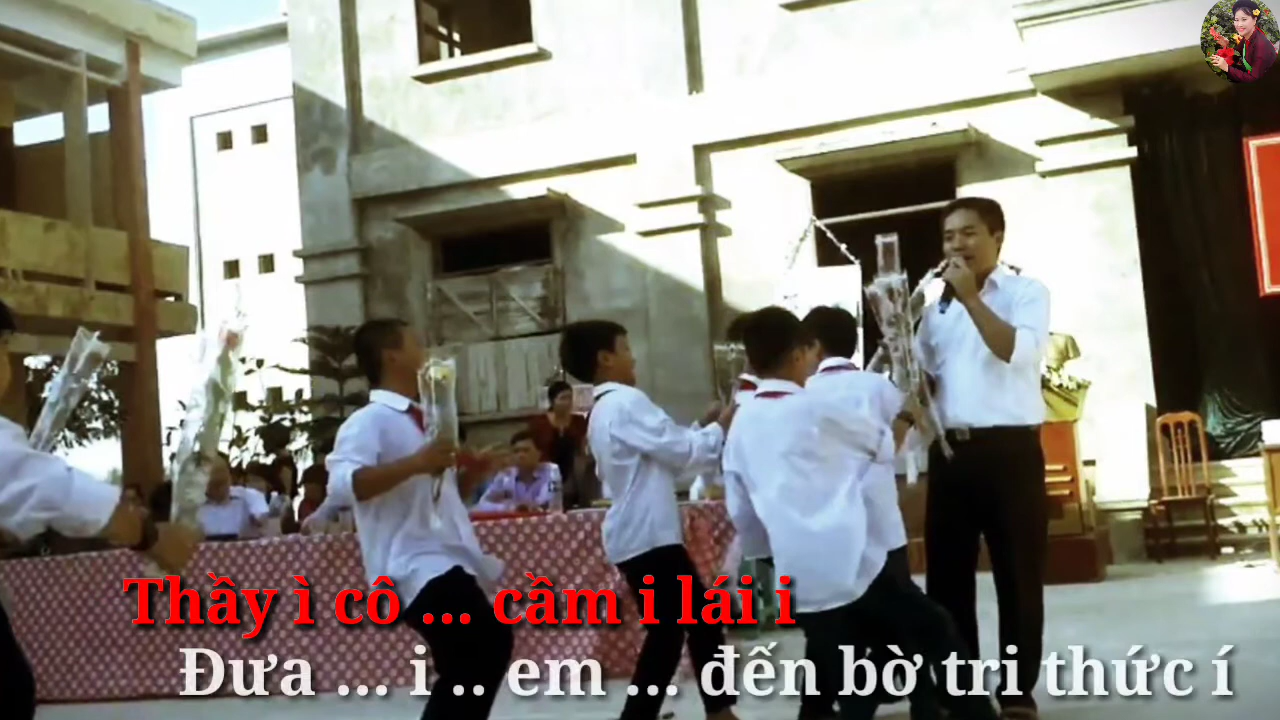 Thầy ì cô ... cầm i lái i
Đưa ... i .. em ... đến bờ tri thức í